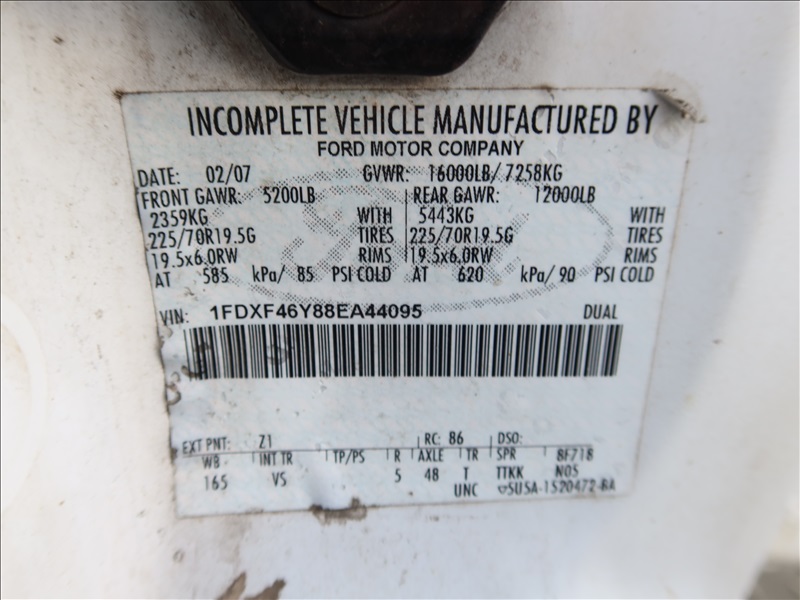 INCOMPLETE VEHICLE MANUFACTURED BY
FORD MOTOR COMPANY
DATE: 02/07 GVWR: 16000LB/ 7258KG
FRONT GAWR: 5200LB REAR GAWR: 12000LB
2359KG WITH 5443KG WITH
225/70R19.5G TIRES 225/70R19.5G TIRES
19.5x6.0RW RIMS 19.5x6.0RW RIMS
AT 585 kPa/ 85 PSI COLD AT 620 kPa/ 90 PSI COLD
VIN: 1FDXF46Y88EA44095 DUAL
EXT PNT: Z1 RC: 86 DSO:
WB INT TR TP/PS R AXLE TR SPR 8F718
165 VS 5 48 T TTKK N05
UNC SUSA-1520472-BA